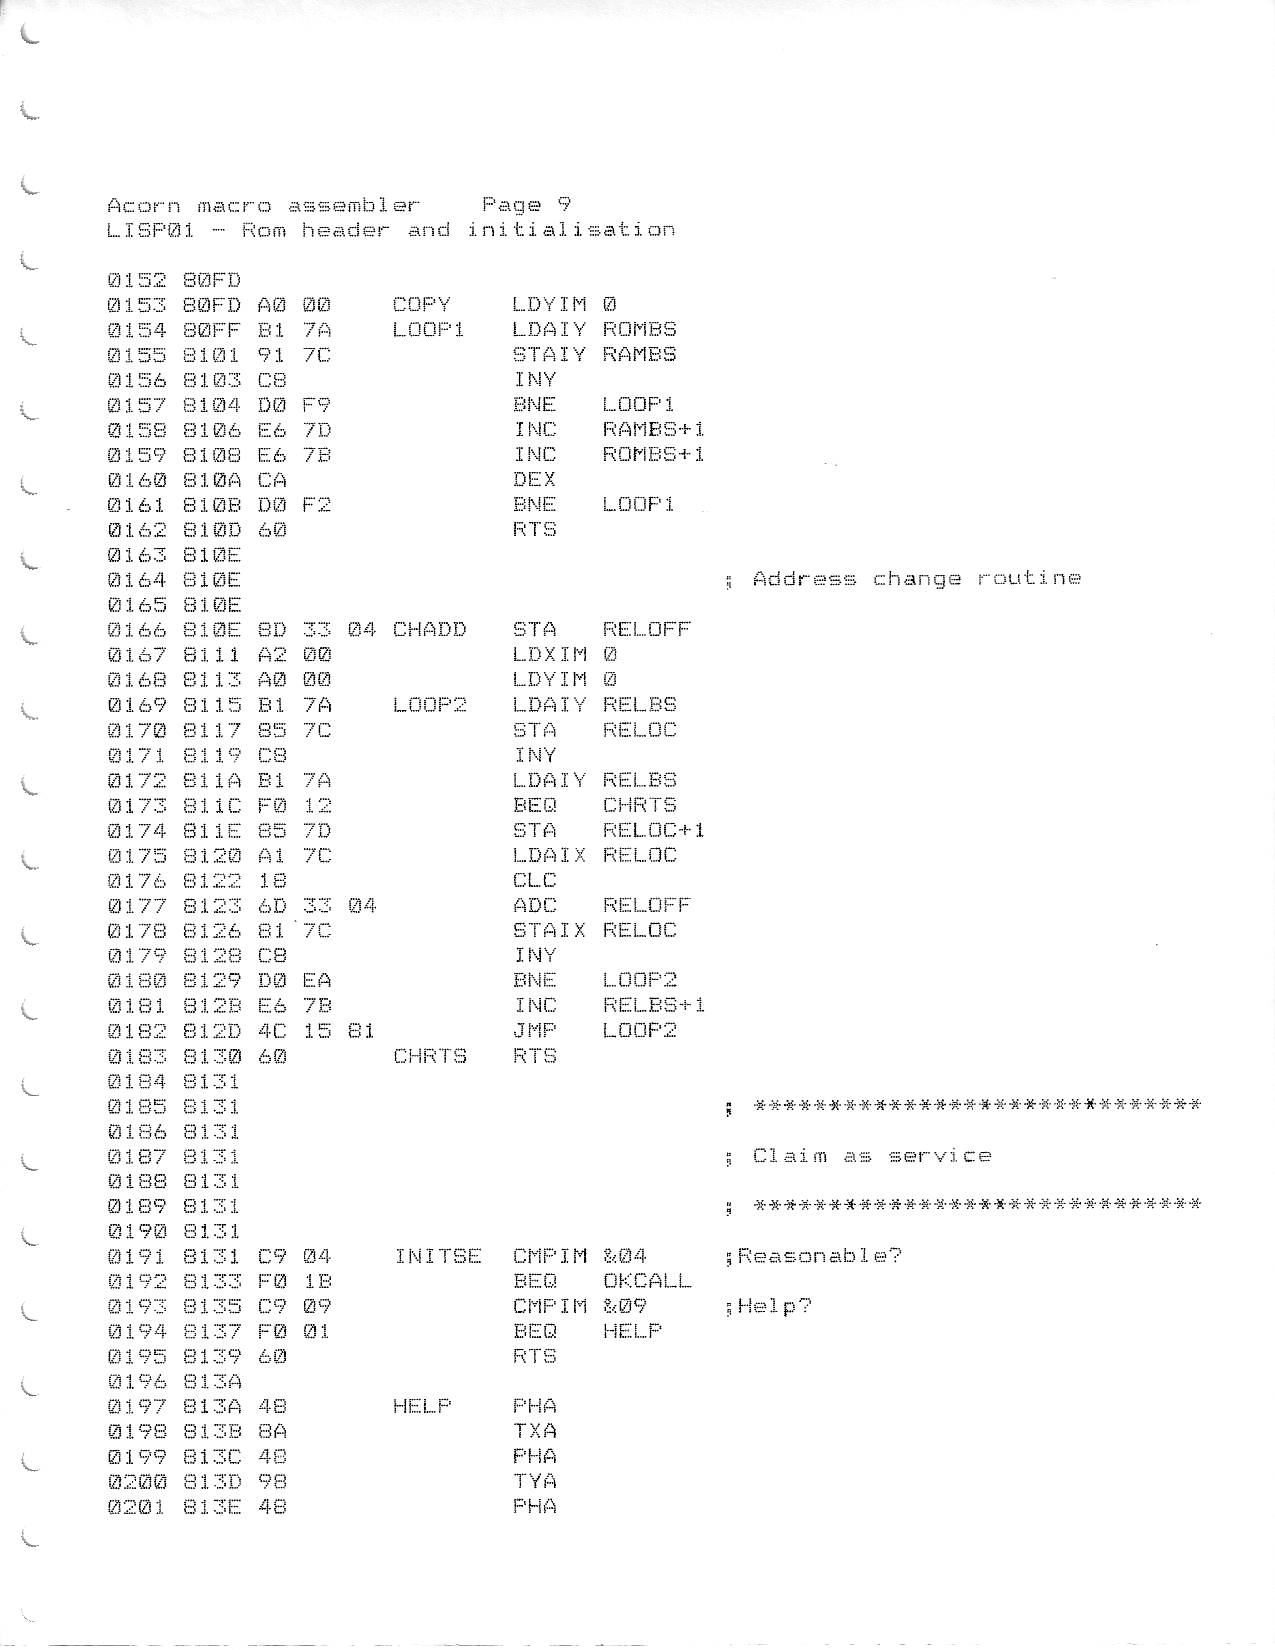 Acorn macro assembler    Page 9
LISP01 - Rom header and initialisation
0152 80FD
0153 80FD A0 00    COPY    LDYIM 0
0154 80FF B1 7A    LOOP1   LDAIY ROMBS
0155 8101 91 7C            STAIY RAMBS
0156 8103 C8               INY
0157 8104 D0 F9            BNE   LOOP1
0158 8106 E6 7D            INC   RAMBS+1
0159 8108 E6 7B            INC   ROMBS+1
0160 810A CA               DEX
0161 810B D0 F2            BNE   LOOP1
0162 810D 60               RTS
0163 810E
0164 810E                                ; Address change routine
0165 810E
0166 810E 8D 33 04 CHADD   STA   RELOFF
0167 8111 A2 00            LDXIM 0
0168 8113 A0 00            LDYIM 0
0169 8115 B1 7A    LOOP2   LDAIY RELBS
0170 8117 85 7C            STA   RELOC
0171 8119 C8               INY
0172 811A B1 7A            LDAIY RELBS
0173 811C F0 12            BEQ   CHRTS
0174 811E 85 7D            STA   RELOC+1
0175 8120 A1 7C            LDAIX RELOC
0176 8122 18               CLC
0177 8123 6D 33 04         ADC   RELOFF
0178 8126 81 7C            STAIX RELOC
0179 8128 C8               INY
0180 8129 D0 EA            BNE   LOOP2
0181 812B E6 7B            INC   RELBS+1
0182 812D 4C 15 81         JMP   LOOP2
0183 8130 60       CHRTS   RTS
0184 8131
0185 8131                                ; ******************************
0186 8131
0187 8131                                ; Claim as service
0188 8131
0189 8131                                ; ******************************
0190 8131
0191 8131 C9 04    INITSE  CMPIM &04     ;Reasonable?
0192 8133 F0 1B            BEQ   OKCALL
0193 8135 C9 09            CMPIM &09     ;Help?
0194 8137 F0 01            BEQ   HELP
0195 8139 60               RTS
0196 813A
0197 813A 48       HELP    PHA
0198 813B 8A               TXA
0199 813C 48               PHA
0200 813D 98               TYA
0201 813E 48               PHA